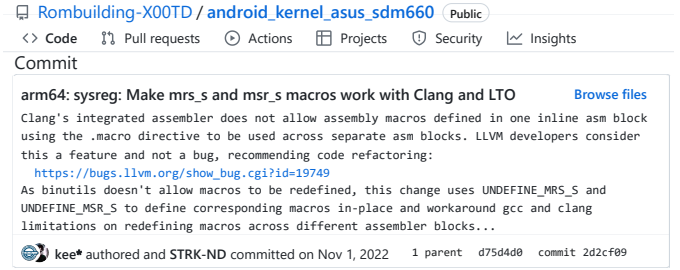 Rombuilding-X00TD / android_kernel_asus_sdm660 Public
Code Pull requests Actions Projects Security Insights
Commit
arm64: sysreg: Make mrs_s and msr_s macros work with Clang and LTO Browse files
Clang's integrated assembler does not allow assembly macros defined in one inline asm block
using the .macro directive to be used across separate asm blocks. LLVM developers consider
this a feature and not a bug, recommending code refactoring:
https://bugs.llvm.org/show_bug.cgi?id=19749
As binutils doesn't allow macros to be redefined, this change uses UNDEFINE_MRS_S and
UNDEFINE_MSR_S to define corresponding macros in-place and workaround gcc and clang
limitations on redefining macros across different assembler blocks...
kee* authored and STRK-ND committed on Nov 1, 2022 1 parent d75d4d0 commit 2d2cf09